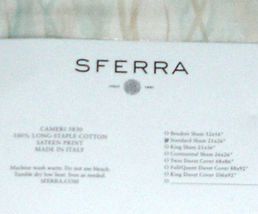 SFERRA
CAMERI 5830
100% LONG STAPLE COTTON
SATEEN PRINT
MADE IN ITALY
Machine wash warm. Do not use bleach.
Tumble dry low heat. Iron as needed.
SFERRA.COM
Boudoir Sham 12x16"
Standard Sham 21x26"
King Sham 21x36"
Continental Sham 26x26"
Twin Duvet Cover 68x86"
Full/Queen Duvet Cover 88x92"
King Duvet Cover 106x92"